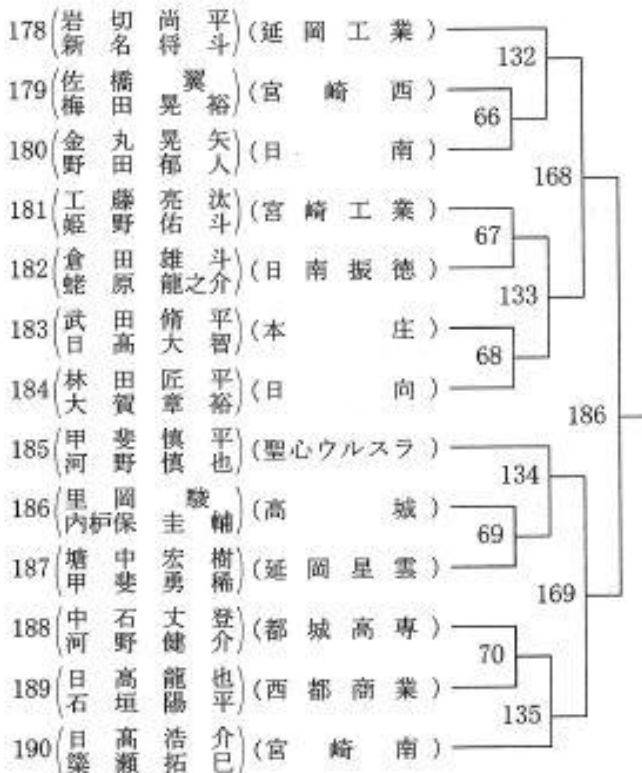 178(岩切尚平 新名将斗)(延岡工業)
132
179(佐橋翼 梅田晃裕)(宮崎西)
66
180(金丸晃矢 野田郁人)(日南)
168
181(工藤亮汰 姫野佑斗)(宮崎工業)
67
182(倉田雄斗 蛯原龍之介)(日南振徳)
133
183(武田脩平 日高大智)(本庄)
68
184(林田匠平 大賀章裕)(日向)
186
185(甲斐慎平 河野慎也)(聖心ウルスラ)
134
186(里岡駿 内枦保圭輔)(高城)
69
187(塘中宏樹 甲斐勇稀)(延岡星雲)
169
188(中石丈登 河野健介)(都城高専)
70
189(日高龍也 石垣陽平)(西都商業)
135
190(日髙浩介 簗瀬拓巳)(宮崎南)